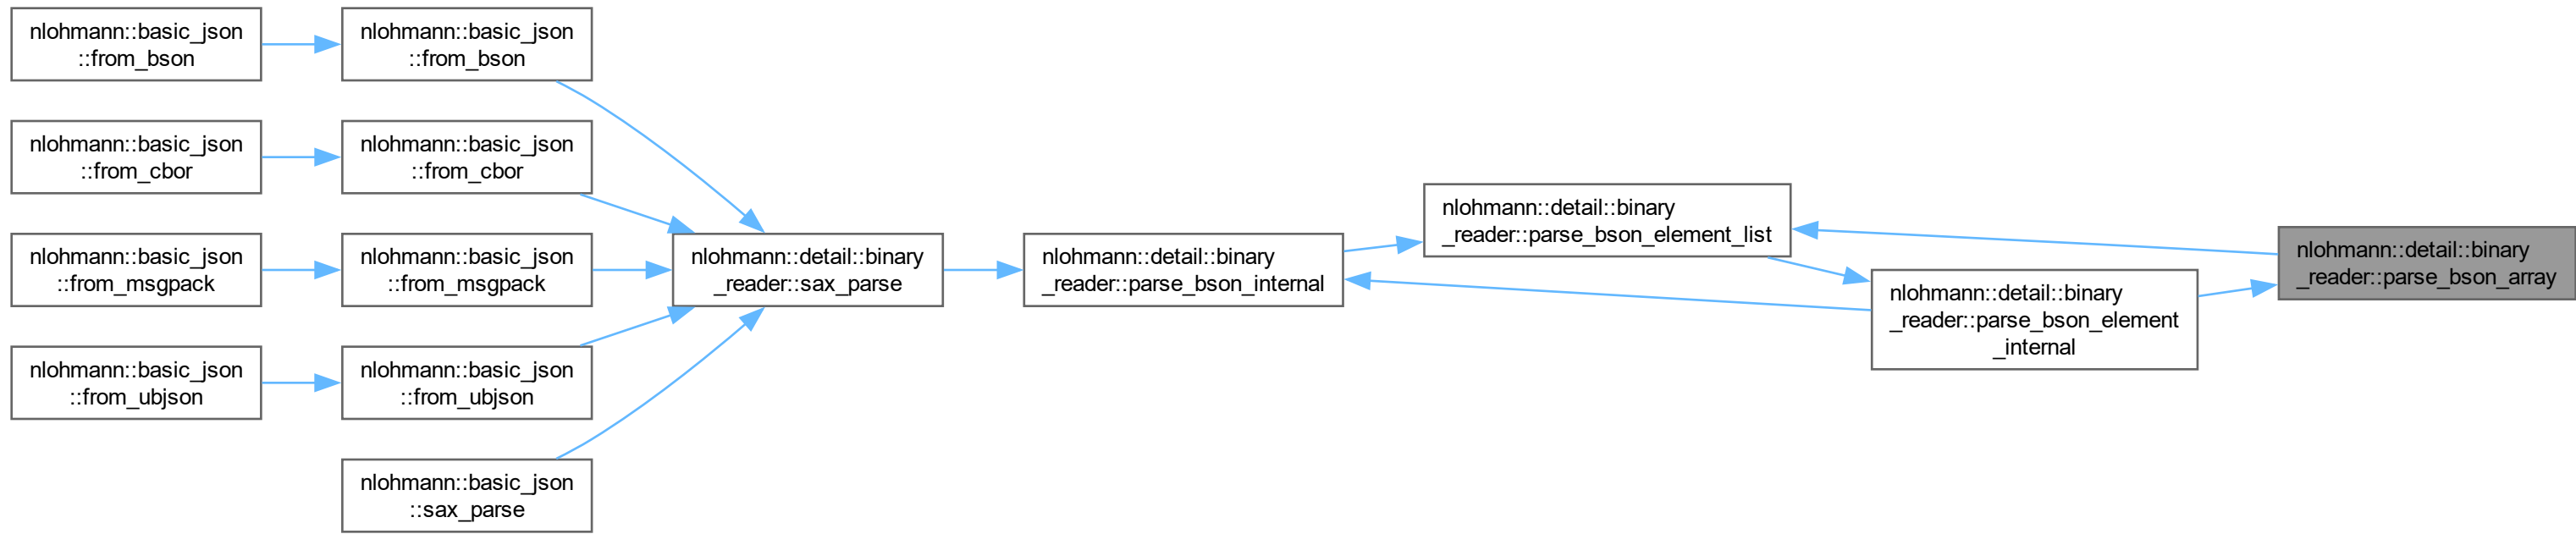 nlohmann::basic_json
::from_bson
nlohmann::basic_json
::from_bson
nlohmann::basic_json
::from_cbor
nlohmann::basic_json
::from_cbor
nlohmann::basic_json
::from_msgpack
nlohmann::basic_json
::from_msgpack
nlohmann::basic_json
::from_ubjson
nlohmann::basic_json
::from_ubjson
nlohmann::basic_json
::sax_parse
nlohmann::detail::binary
_reader::sax_parse
nlohmann::detail::binary
_reader::parse_bson_internal
nlohmann::detail::binary
_reader::parse_bson_element_list
nlohmann::detail::binary
_reader::parse_bson_element
_internal
nlohmann::detail::binary
_reader::parse_bson_array